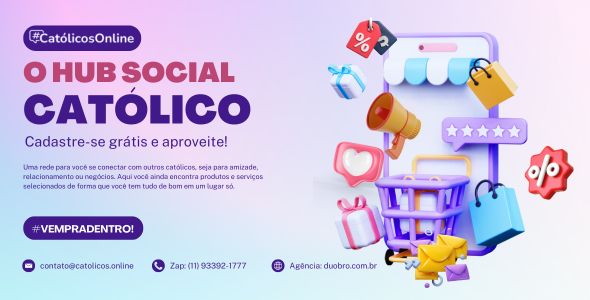 #CatólicosOnline
O HUB SOCIAL
CATÓLICO
Cadastre-se grátis e aproveite!
Uma rede para você se conectar com outros católicos, seja para amizade,
relacionamento ou negócios. Aqui você ainda encontra produtos e serviços
selecionados de forma que você tem tudo de bom em um lugar só.
#VEMPRADENTRO!
contato@catolicos.online
Zap: (11) 93392-1777
Agência: duobro.com.br
%
%